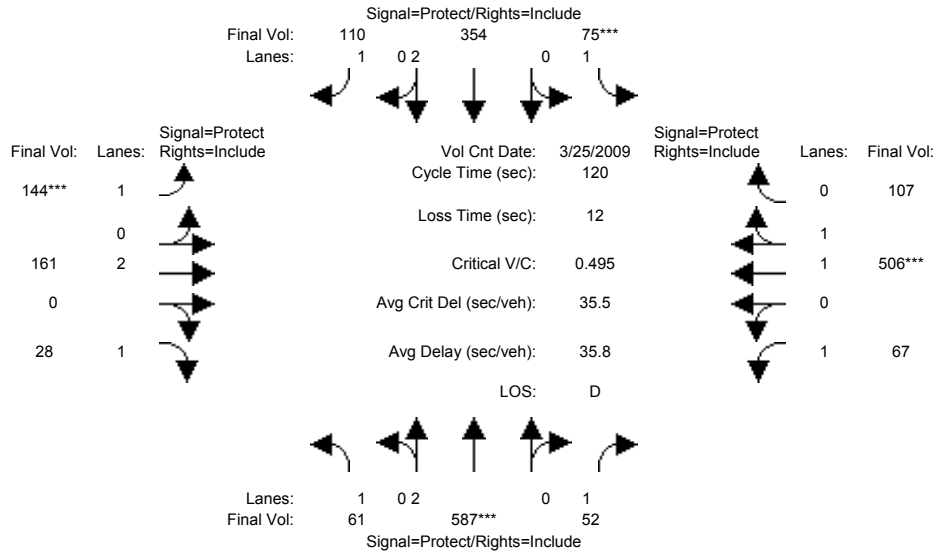 Signal=Protect/Rights=Include
Final Vol: 110 354 75***
Lanes: 1 0 2 0 1
Signal=Protect
Final Vol: Lanes: Rights=Include
Vol Cnt Date: 3/25/2009
Signal=Protect
Rights=Include Lanes: Final Vol:
Cycle Time (sec): 120
144*** 1
0 107
Loss Time (sec): 12
0
1
161 2
Critical V/C: 0.495
1 506***
0
Avg Crit Del (sec/veh): 35.5
0
28 1
Avg Delay (sec/veh): 35.8
1 67
LOS: D
Lanes: 1 0 2 0 1
Final Vol: 61 587*** 52
Signal=Protect/Rights=Include